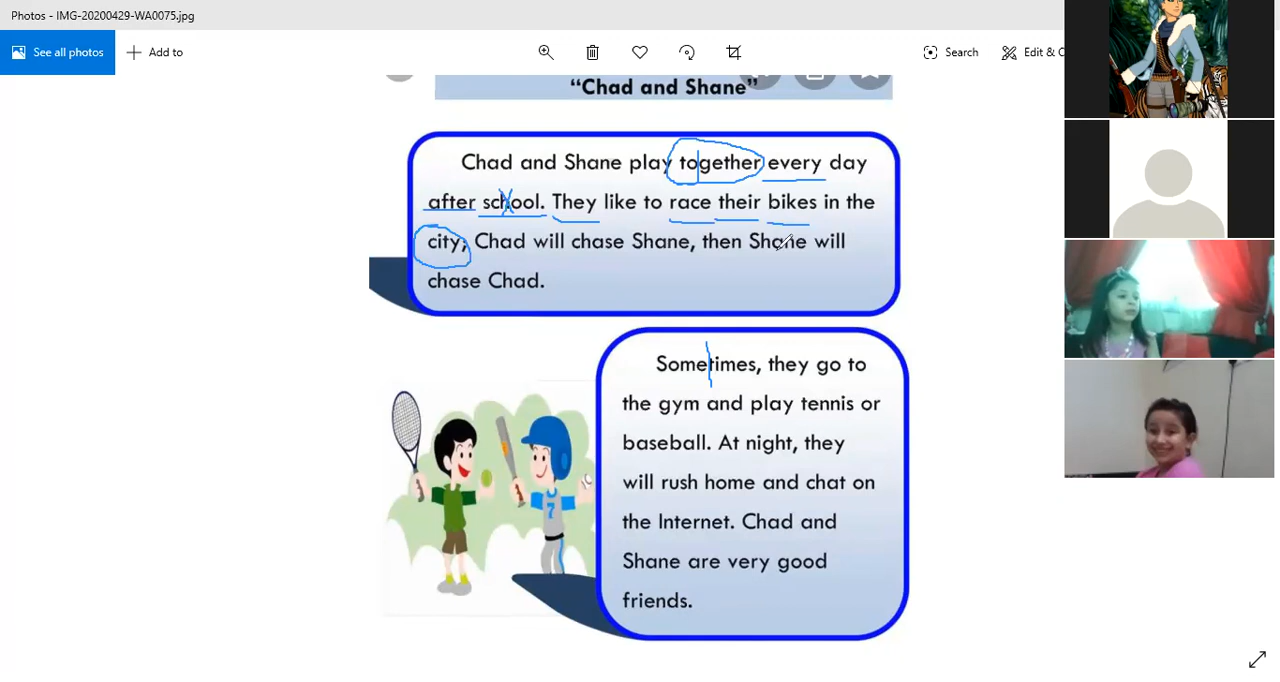 Photos - IMG-20200429-WA0075.jpg
See all photos
Add to
Search
Edit & C
“Chad and Shane”
Chad and Shane play together every day
after school. They like to race their bikes in the
city; Chad will chase Shane, then Shane will
chase Chad.
Sometimes, they go to
the gym and play tennis or
baseball. At night, they
will rush home and chat on
the Internet. Chad and
Shane are very good
friends.
7